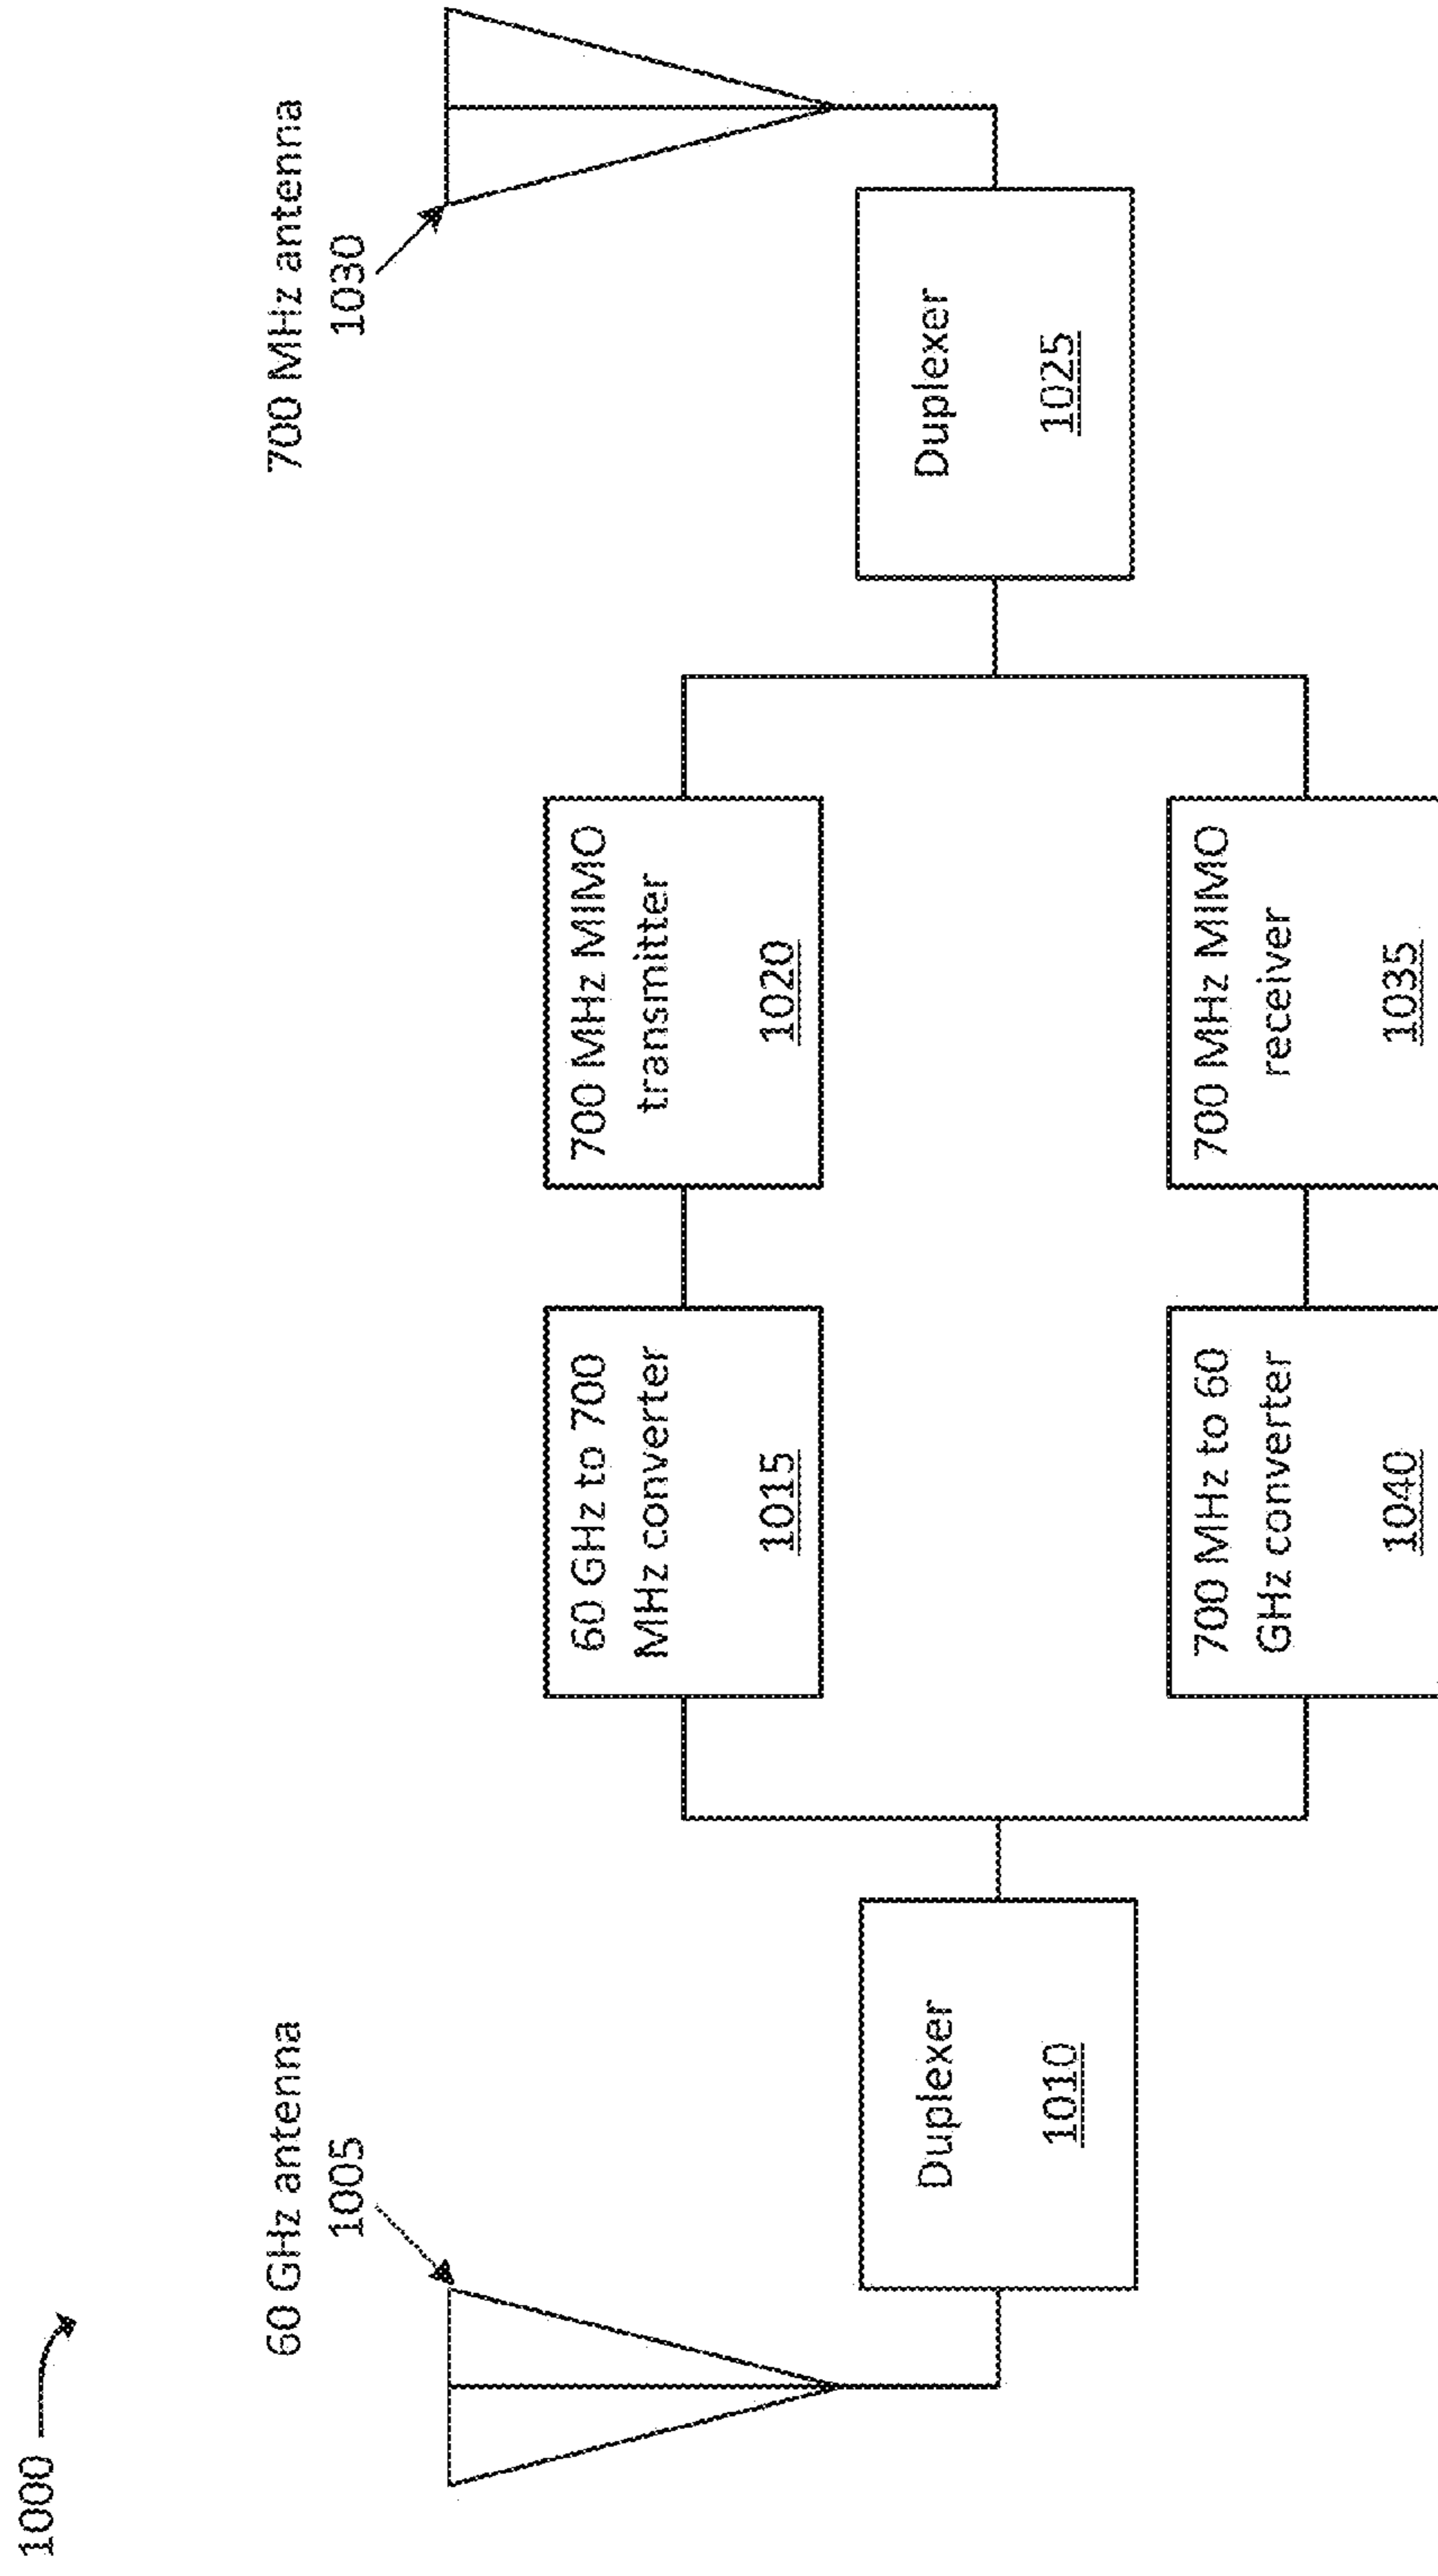 1000
60 GHz antenna
1005
700 MHz antenna
1030
60 GHz to 700
MHz converter
1015
700 MHz MIMO
transmitter
1020
Duplexer
1010
Duplexer
1025
700 MHz to 60
GHz converter
1040
700 MHz MIMO
receiver
1035